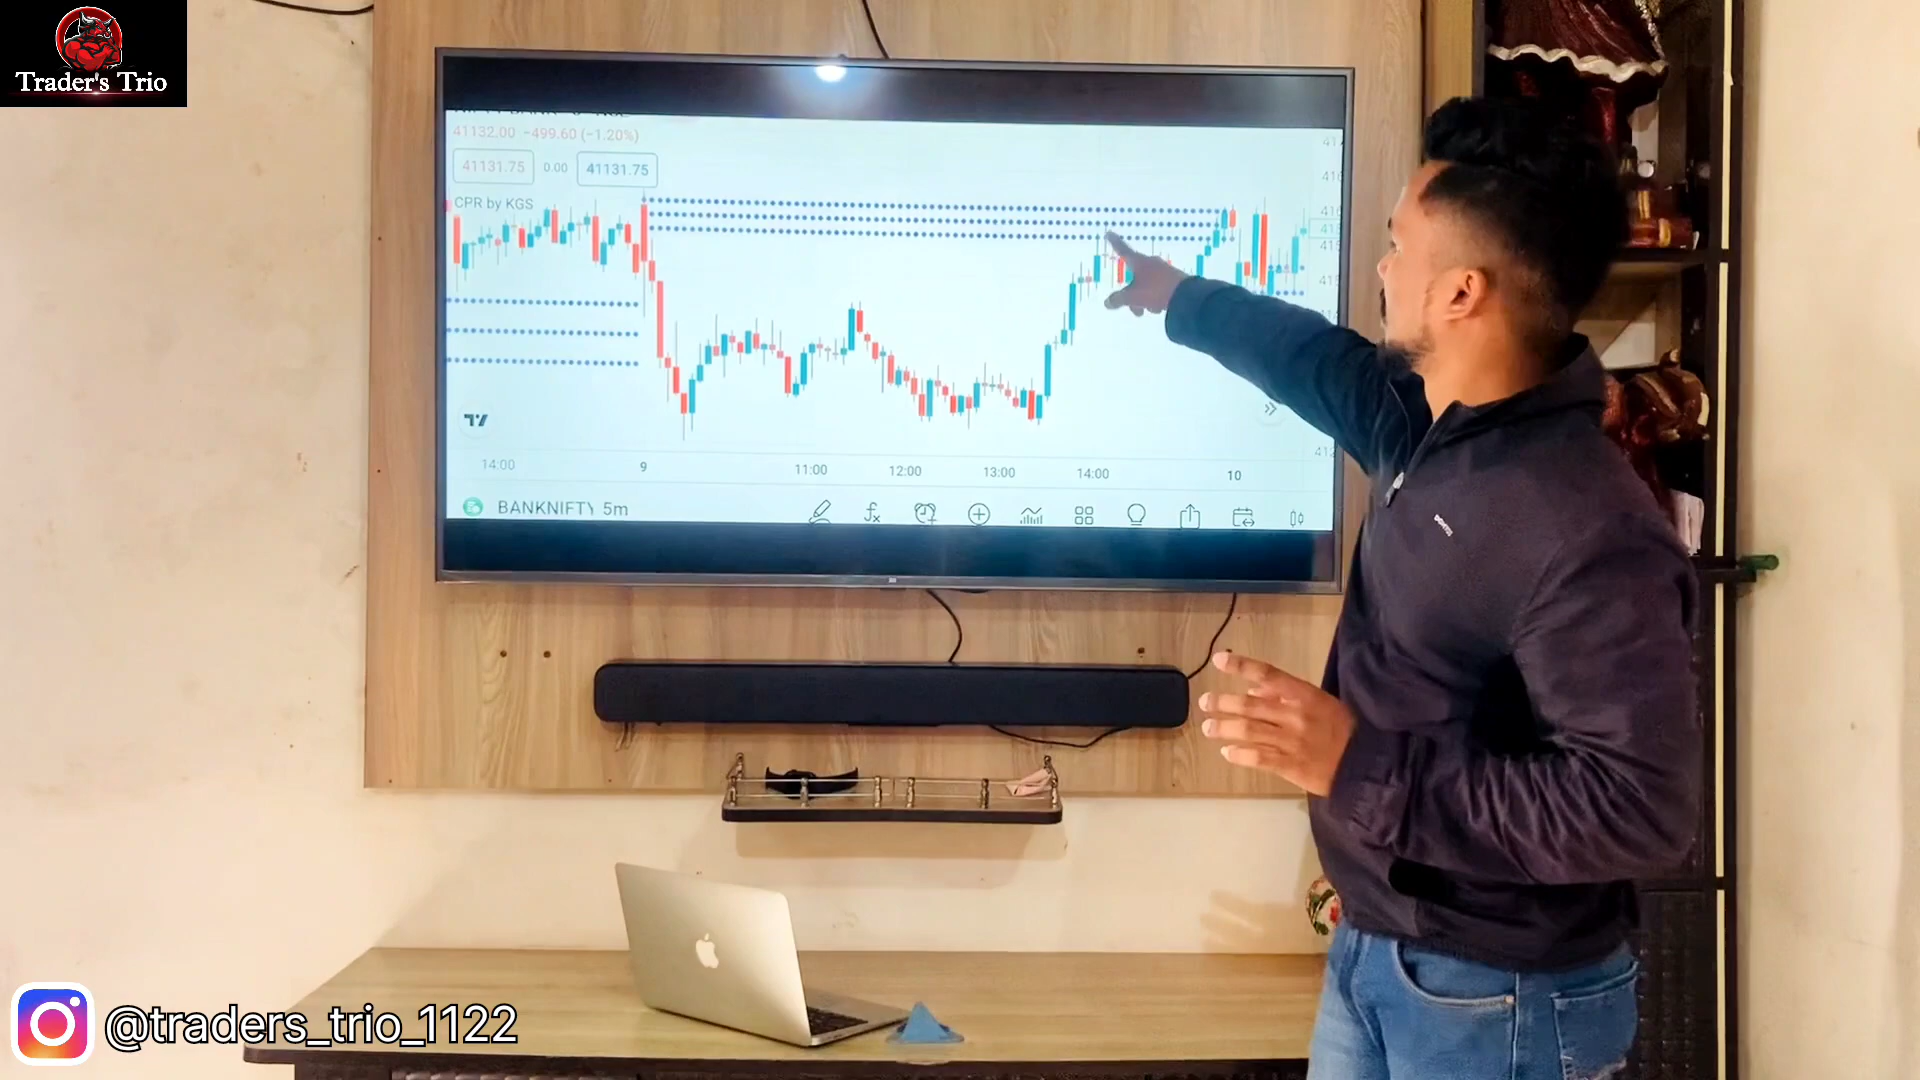 Trader's Trio
41132.00 -499.60 (-1.20%)
41131.75 0.00 41131.75
CPR by KGS
14:00 9 11:00 12:00 13:00 14:00 10
BANKNIFTY 5m
@traders_trio_1122